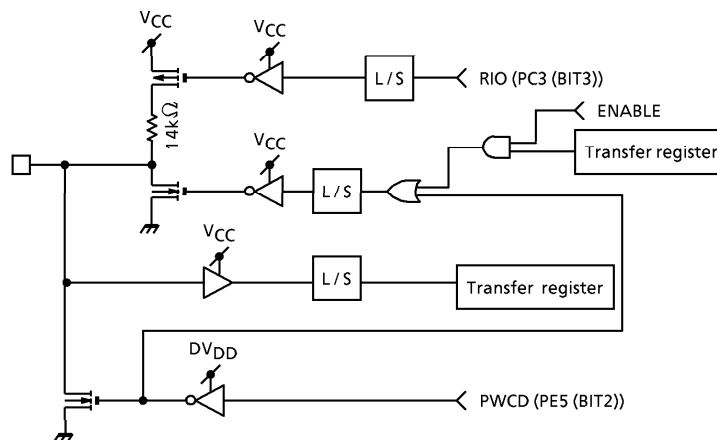 VCC
VCC
L / S
RIO (PC3 (BIT3))
14kΩ
ENABLE
VCC
Transfer register
L / S
VCC
L / S
Transfer register
DVDD
PWCD (PE5 (BIT2))